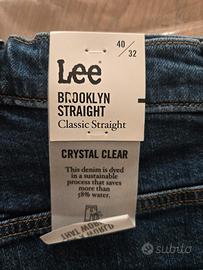 Lee
40
32
BROOKLYN
STRAIGHT
Classic Straight
CRYSTAL CLEAR
This denim is dyed
in a sustainable
process that saves
more than
58% water.
subito